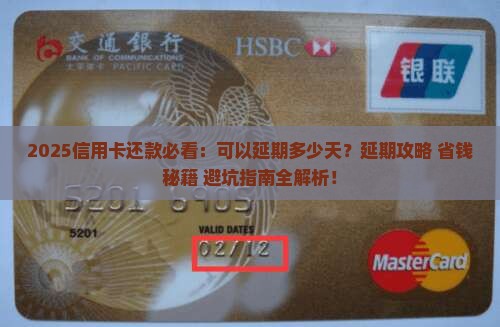 交通銀行 HSBC
BANK OF COMMUNICATIONS
太平洋卡 PACIFIC CARD
银联
2025信用卡还款必看：可以延期多少天？延期攻略 省钱
秘籍 避坑指南全解析！
5201 6905
5201
VALID DATES
02/12
MasterCard